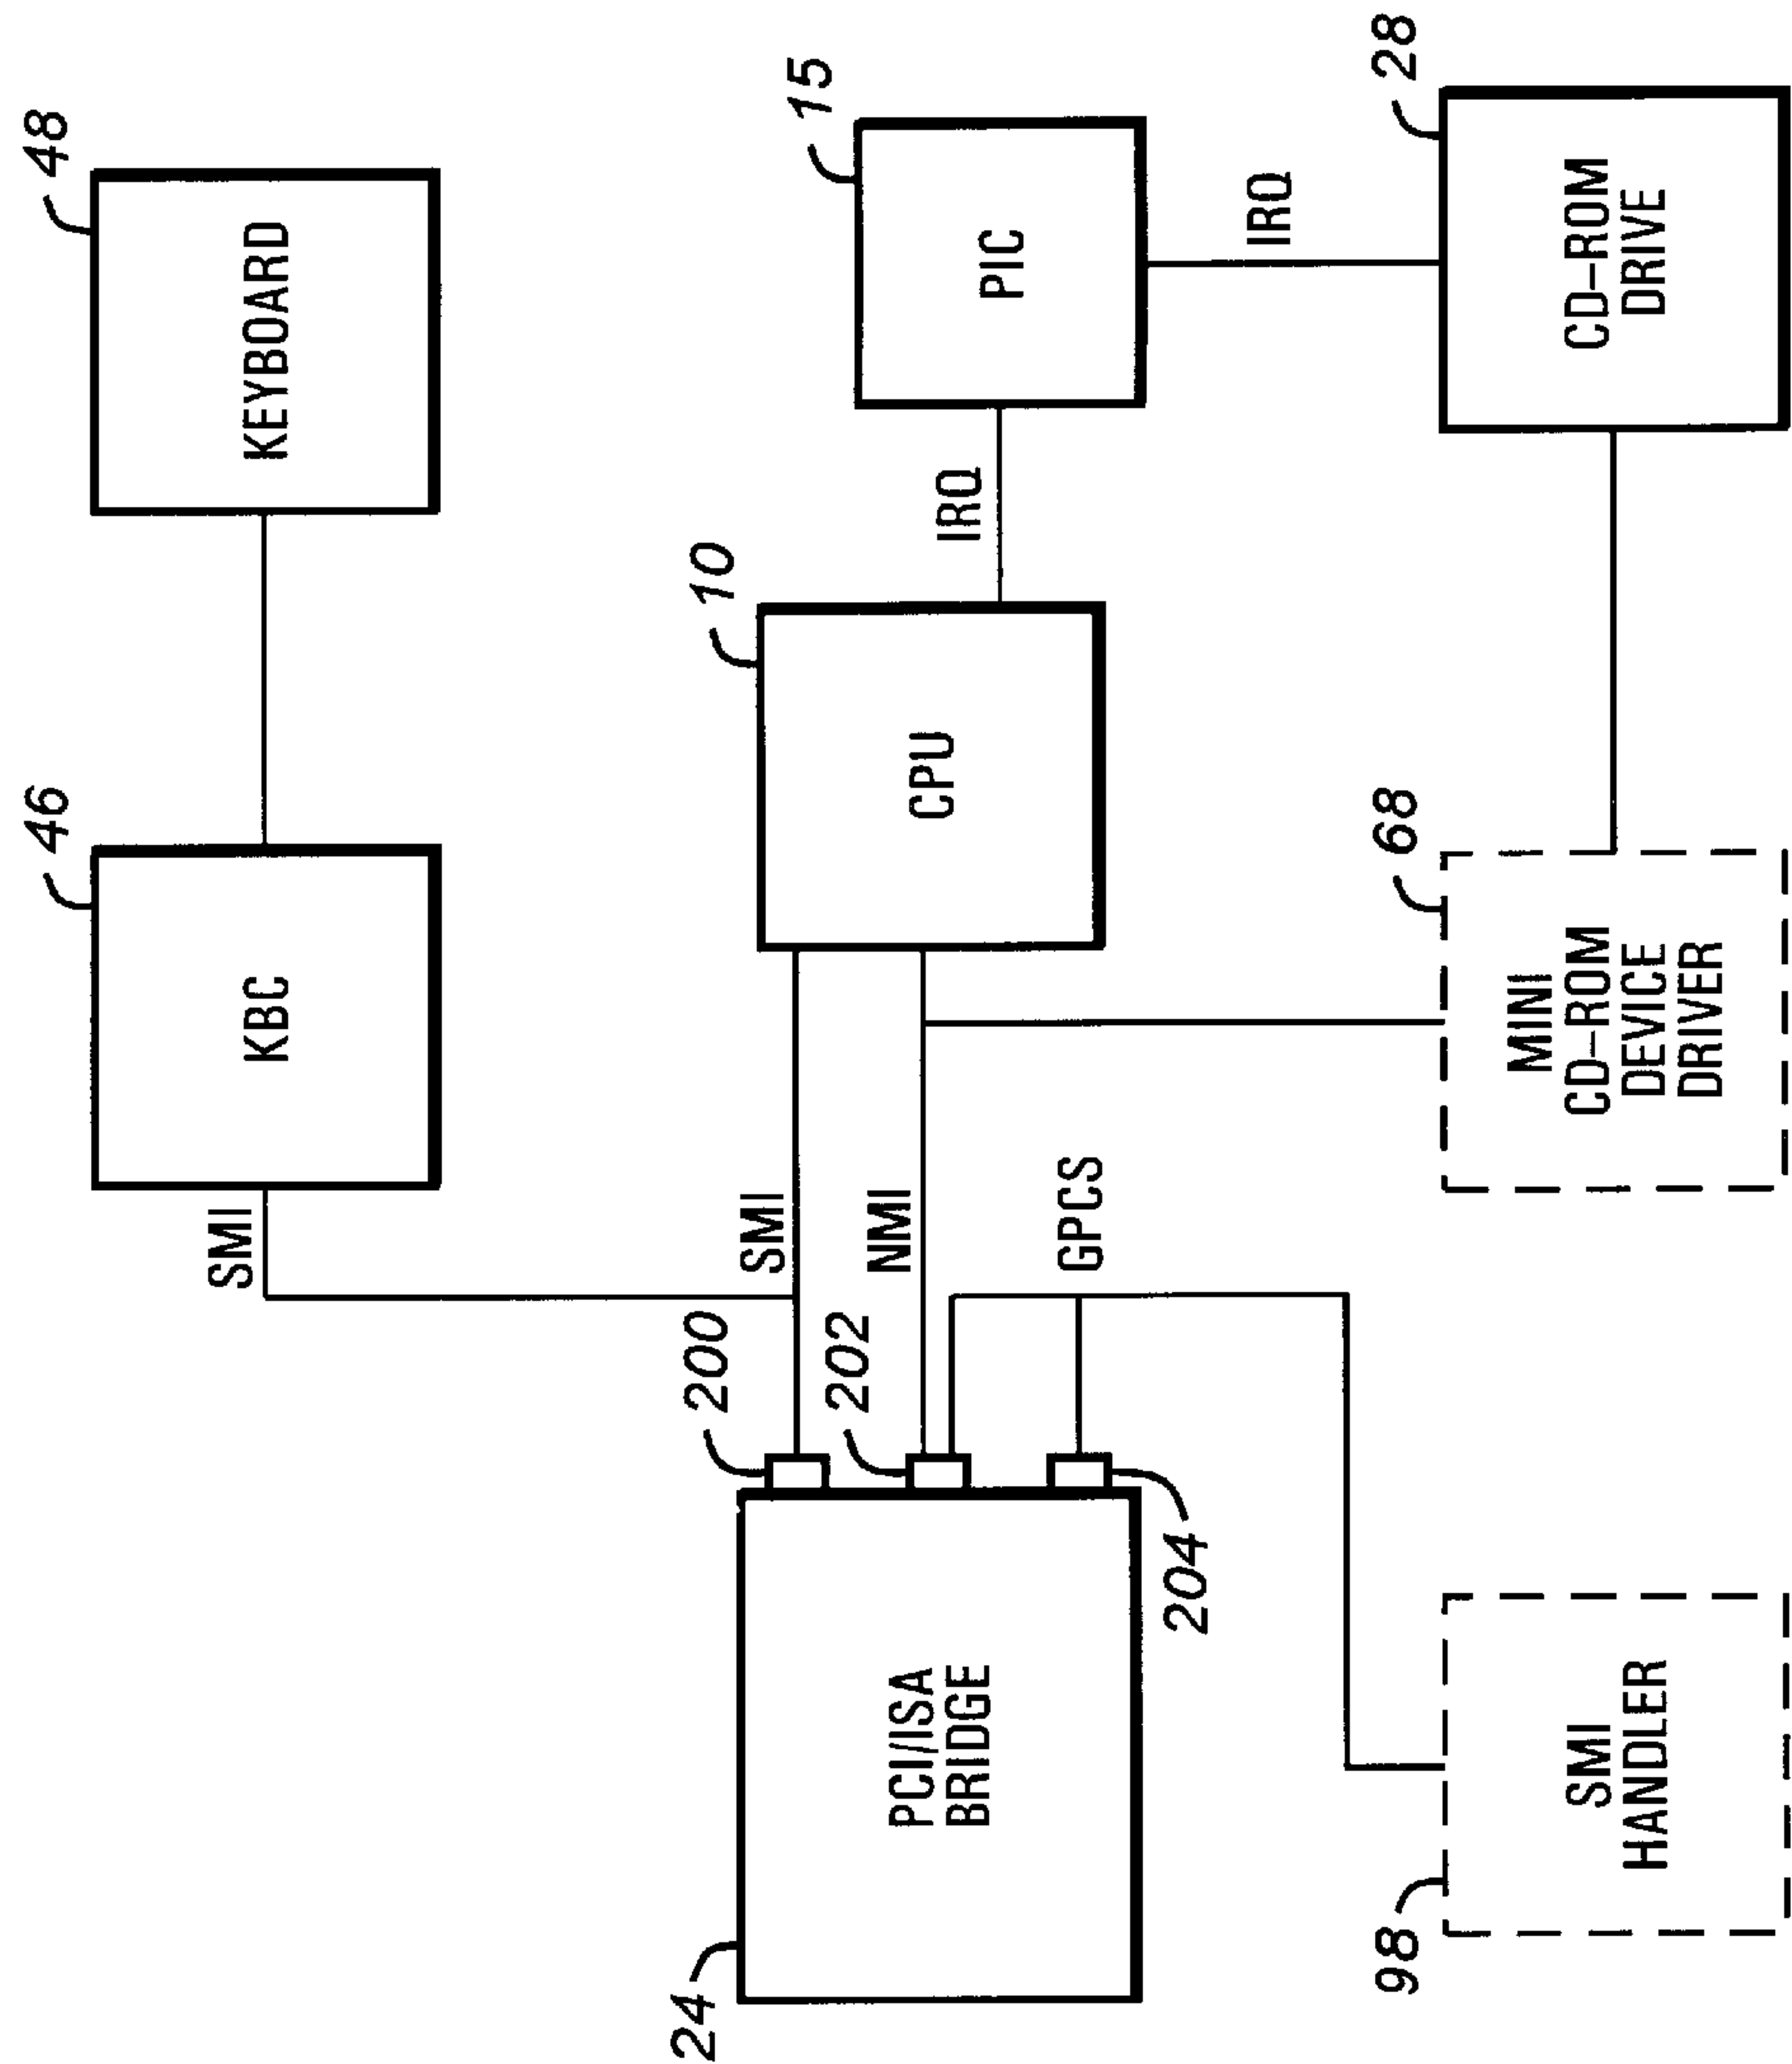 48
KEYBOARD
46
KBC
SMI
15
PIC
IRQ
10
CPU
IRQ
SMI
NMI
GPCS
200
202
204
24
PCI/ISA
BRIDGE
28
CD-ROM
DRIVE
68
MINI
CD-ROM
DEVICE
DRIVER
98
SMI
HANDLER